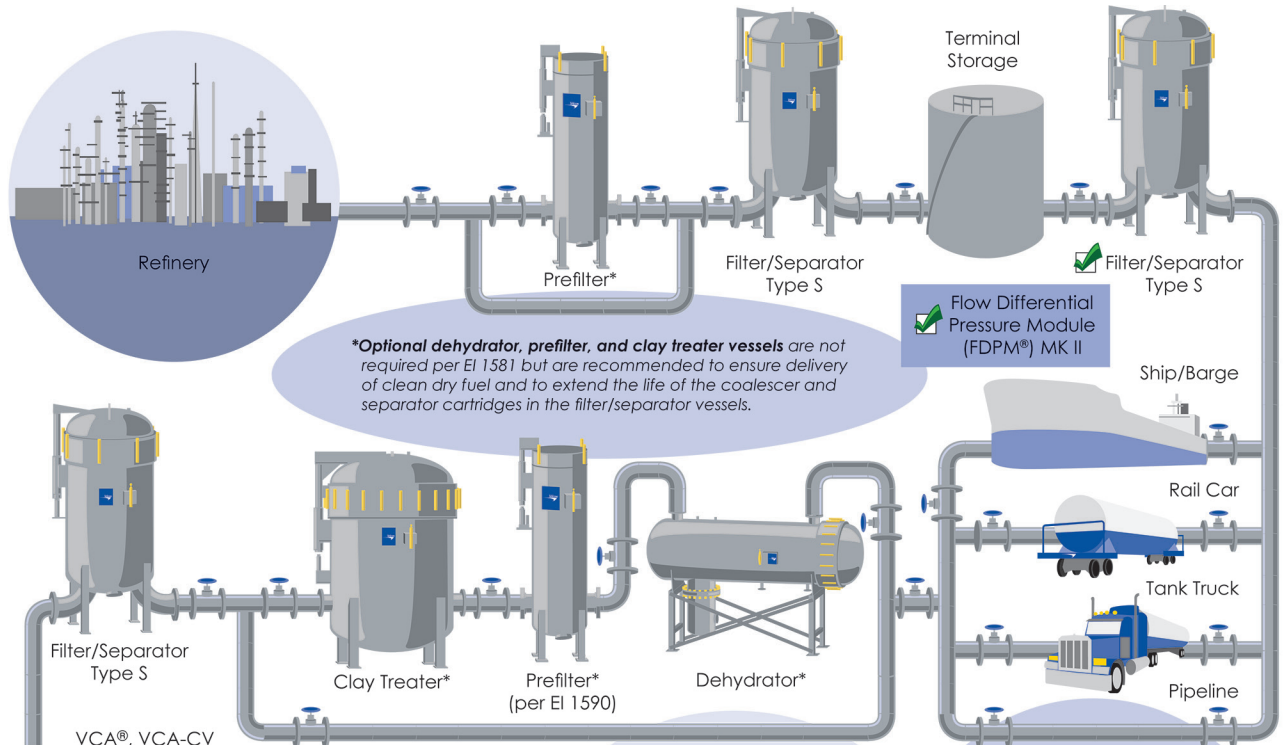 Terminal
Storage
Refinery
Prefilter*
Filter/Separator
Type S
Filter/Separator
Type S
Flow Differential
Pressure Module
(FDPM®) MK II
*Optional dehydrator, prefilter, and clay treater vessels are not
required per EI 1581 but are recommended to ensure delivery
of clean dry fuel and to extend the life of the coalescer and
separator cartridges in the filter/separator vessels.
Ship/Barge
Rail Car
Tank Truck
Pipeline
Filter/Separator
Type S
Clay Treater*
Prefilter*
(per EI 1590)
Dehydrator*
VCA®, VCA-CV